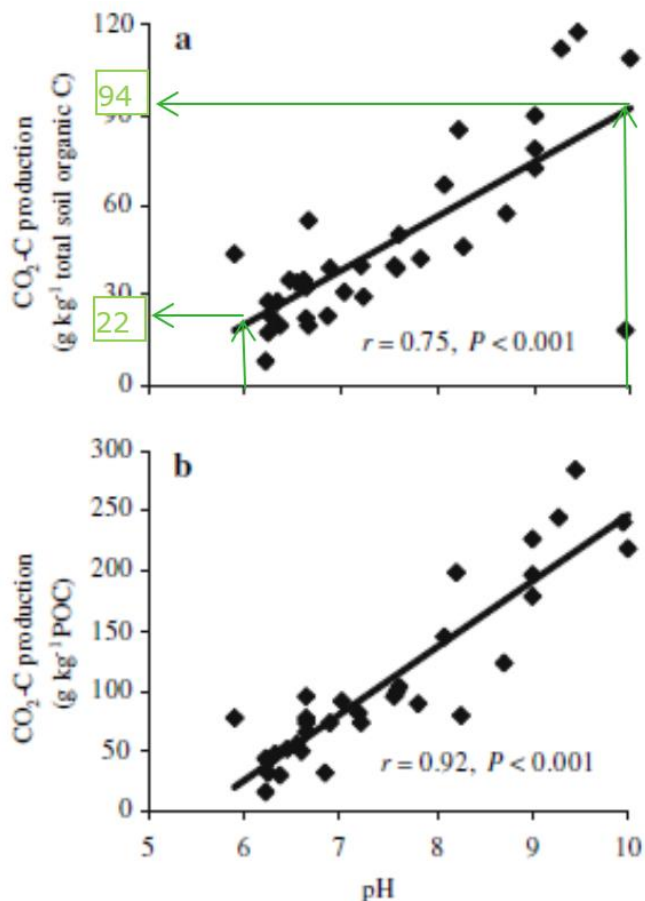 120
a
94
90
60
30
22
0
CO₂-C production
(g kg⁻¹ total soil organic C)
r = 0.75, P < 0.001
300
b
250
200
150
100
50
0
CO₂-C production
(g kg⁻¹ POC)
r = 0.92, P < 0.001
5 6 7 8 9 10
pH